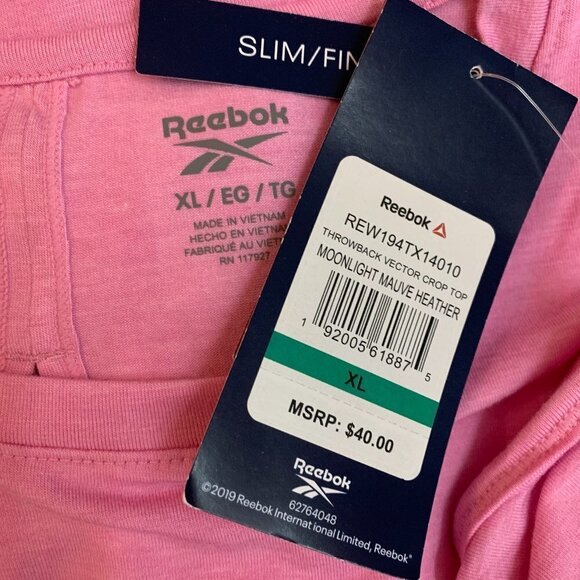 SLIM/FIN
Reebok
XL / EG / TG
MADE IN VIETNAM
HECHO EN VIETNAM
FABRIQUÉ AU VIET
RN 117927
Reebok
REW194TX14010
THROWBACK VECTOR CROP TOP
MOONLIGHT MAUVE HEATHER
1 92005 61887 5
XL
MSRP: $40.00
Reebok
62764048
©2019 Reebok International Limited, Reebok®